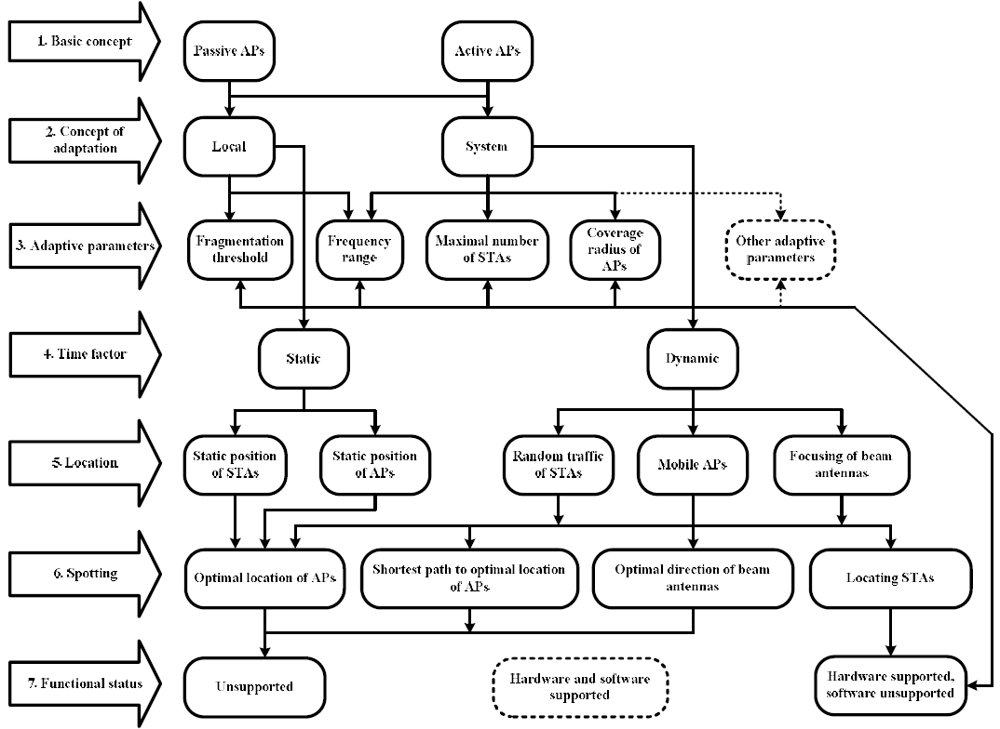 1. Basic concept
Passive APs
Active APs
2. Concept of
adaptation
Local
System
3. Adaptive parameters
Fragmentation
threshold
Frequency
range
Maximal number
of STAs
Coverage
radius of
APs
Other adaptive
parameters
4. Time factor
Static
Dynamic
5. Location
Static position
of STAs
Static position
of APs
Random traffic
of STAs
Mobile APs
Focusing of beam
antennas
6. Spotting
Optimal location of APs
Shortest path to optimal location
of APs
Optimal direction of beam
antennas
Locating STAs
7. Functional status
Unsupported
Hardware and software
supported
Hardware supported,
software unsupported